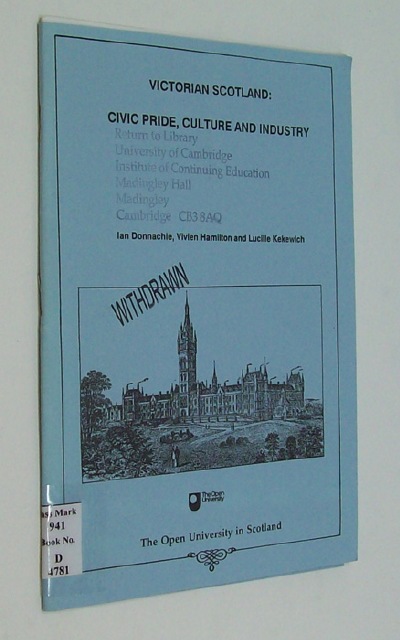 VICTORIAN SCOTLAND:
CIVIC PRIDE, CULTURE AND INDUSTRY
Return to Library
University of Cambridge
Institute of Continuing Education
Madingley Hall
Madingley
Cambridge CB3 8AQ
Ian Donnachie, Vivien Hamilton and Lucille Kekewich
WITHDRAWN
The Open
University
The Open University in Scotland
ass Mark
941
Book No.
D
4781